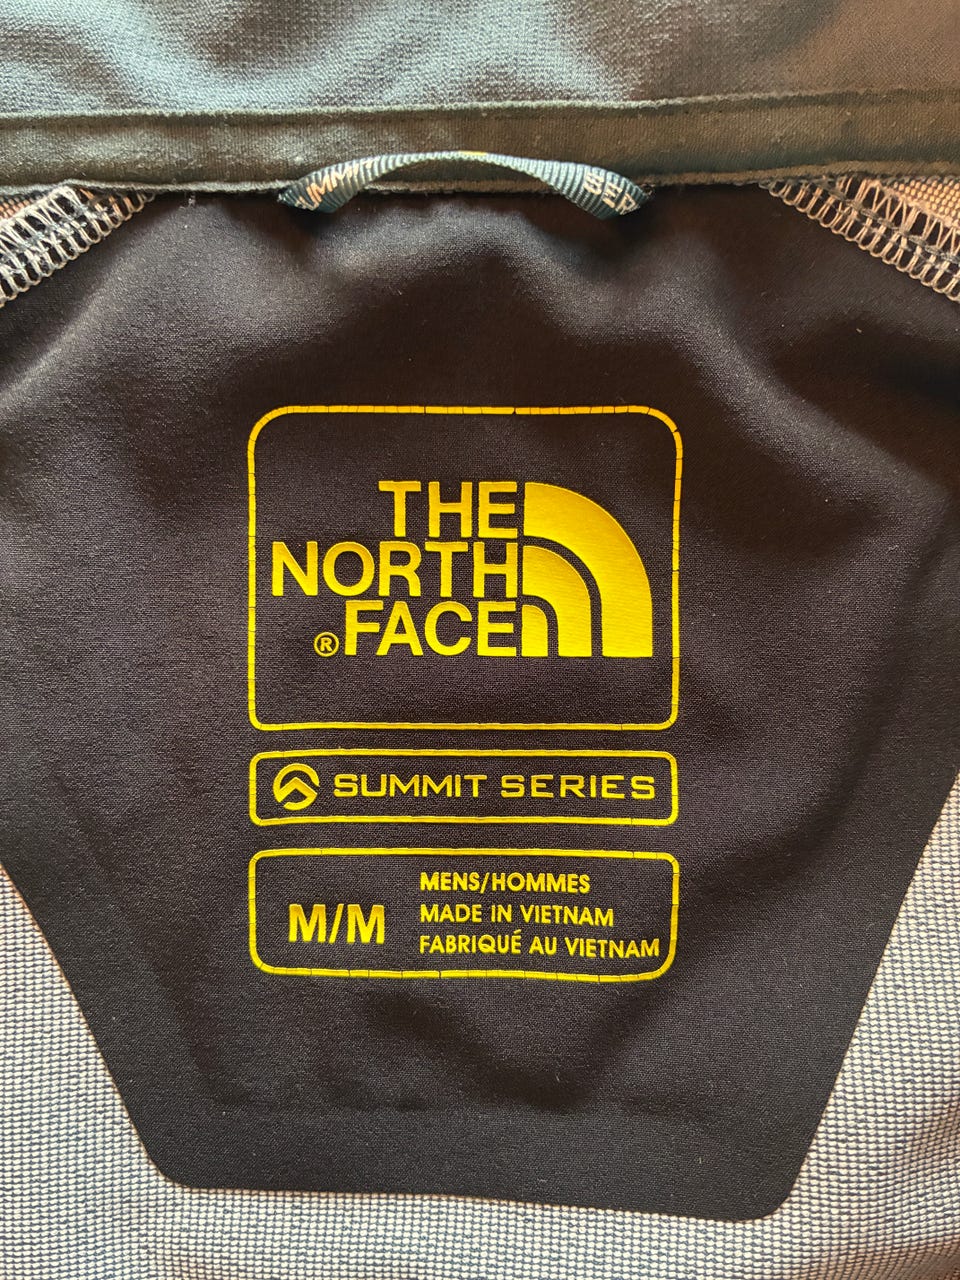 THE
NORTH
® FACE
SUMMIT SERIES
M/M
MENS/HOMMES
MADE IN VIETNAM
FABRIQUÉ AU VIETNAM